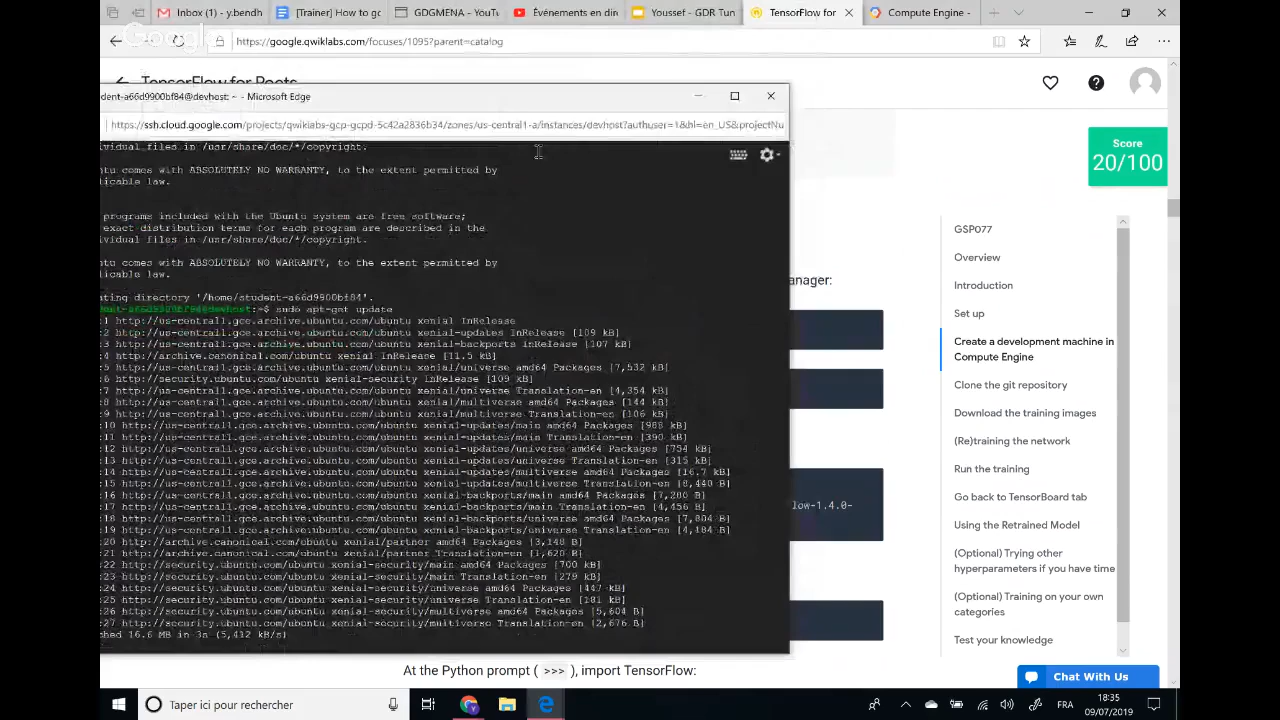 Inbox (1) - y.bendh
[Trainer] How to gc
GDGMENA - YouTu
Événements en din
Youssef - GDR Tun
TensorFlow for
Compute Engine -
https://google.qwiklabs.com/focuses/1095?parent=catalog
TensorFlow for Poets
dent-a66d9900bf84@devhost: ~ - Microsoft Edge
https://ssh.cloud.google.com/projects/qwiklabs-gcp-gcpd-5c42a2836b34/zones/us-central1-a/instances/devhost?authuser=1&hl=en_US&projectNu
ividual files in /usr/share/doc/*/copyright.
ntu comes with ABSOLUTELY NO WARRANTY, to the extent permitted by
licable law.
programs included with the Ubuntu system are free software;
exact distribution terms for each program are described in the
ividual files in /usr/share/doc/*/copyright.
ntu comes with ABSOLUTELY NO WARRANTY, to the extent permitted by
licable law.
ating directory '/home/student-a66d9900bf84'.
dent-a66d9900bf84@devhost:~$ sudo apt-get update
:1 http://us-central1.gce.archive.ubuntu.com/ubuntu xenial InRelease
:2 http://us-central1.gce.archive.ubuntu.com/ubuntu xenial-updates InRelease [109 kB]
:3 http://us-central1.gce.archive.ubuntu.com/ubuntu xenial-backports InRelease [107 kB]
:4 http://archive.canonical.com/ubuntu xenial InRelease [11.5 kB]
:5 http://us-central1.gce.archive.ubuntu.com/ubuntu xenial/universe amd64 Packages [7,532 kB]
:6 http://security.ubuntu.com/ubuntu xenial-security InRelease [109 kB]
:7 http://us-central1.gce.archive.ubuntu.com/ubuntu xenial/universe Translation-en [4,354 kB]
:8 http://us-central1.gce.archive.ubuntu.com/ubuntu xenial/multiverse amd64 Packages [144 kB]
:9 http://us-central1.gce.archive.ubuntu.com/ubuntu xenial/multiverse Translation-en [106 kB]
:10 http://us-central1.gce.archive.ubuntu.com/ubuntu xenial-updates/main amd64 Packages [988 kB]
:11 http://us-central1.gce.archive.ubuntu.com/ubuntu xenial-updates/main Translation-en [390 kB]
:12 http://us-central1.gce.archive.ubuntu.com/ubuntu xenial-updates/universe amd64 Packages [754 kB]
:13 http://us-central1.gce.archive.ubuntu.com/ubuntu xenial-updates/universe Translation-en [315 kB]
:14 http://us-central1.gce.archive.ubuntu.com/ubuntu xenial-updates/multiverse amd64 Packages [16.7 kB]
:15 http://us-central1.gce.archive.ubuntu.com/ubuntu xenial-updates/multiverse Translation-en [8,440 B]
:16 http://us-central1.gce.archive.ubuntu.com/ubuntu xenial-backports/main amd64 Packages [7,280 B]
:17 http://us-central1.gce.archive.ubuntu.com/ubuntu xenial-backports/main Translation-en [4,456 B]
:18 http://us-central1.gce.archive.ubuntu.com/ubuntu xenial-backports/universe amd64 Packages [7,804 B]
:19 http://us-central1.gce.archive.ubuntu.com/ubuntu xenial-backports/universe Translation-en [4,184 B]
:20 http://archive.canonical.com/ubuntu xenial/partner amd64 Packages [3,148 B]
:21 http://archive.canonical.com/ubuntu xenial/partner Translation-en [1,620 B]
:22 http://security.ubuntu.com/ubuntu xenial-security/main amd64 Packages [700 kB]
:23 http://security.ubuntu.com/ubuntu xenial-security/main Translation-en [279 kB]
:24 http://security.ubuntu.com/ubuntu xenial-security/universe amd64 Packages [447 kB]
:25 http://security.ubuntu.com/ubuntu xenial-security/universe Translation-en [181 kB]
:26 http://security.ubuntu.com/ubuntu xenial-security/multiverse amd64 Packages [5,604 B]
:27 http://security.ubuntu.com/ubuntu xenial-security/multiverse Translation-en [2,676 B]
ched 16.6 MB in 3s (5,412 kB/s)
Score
20/100
anager:
low-1.4.0-
At the Python prompt ( >>> ), import TensorFlow:
GSP077
Overview
Introduction
Set up
Create a development machine in
Compute Engine
Clone the git repository
Download the training images
(Re)training the network
Run the training
Go back to TensorBoard tab
Using the Retrained Model
(Optional) Trying other
hyperparameters if you have time
(Optional) Training on your own
categories
Test your knowledge
Chat With Us
Taper ici pour rechercher
FRA
18:35
09/07/2019